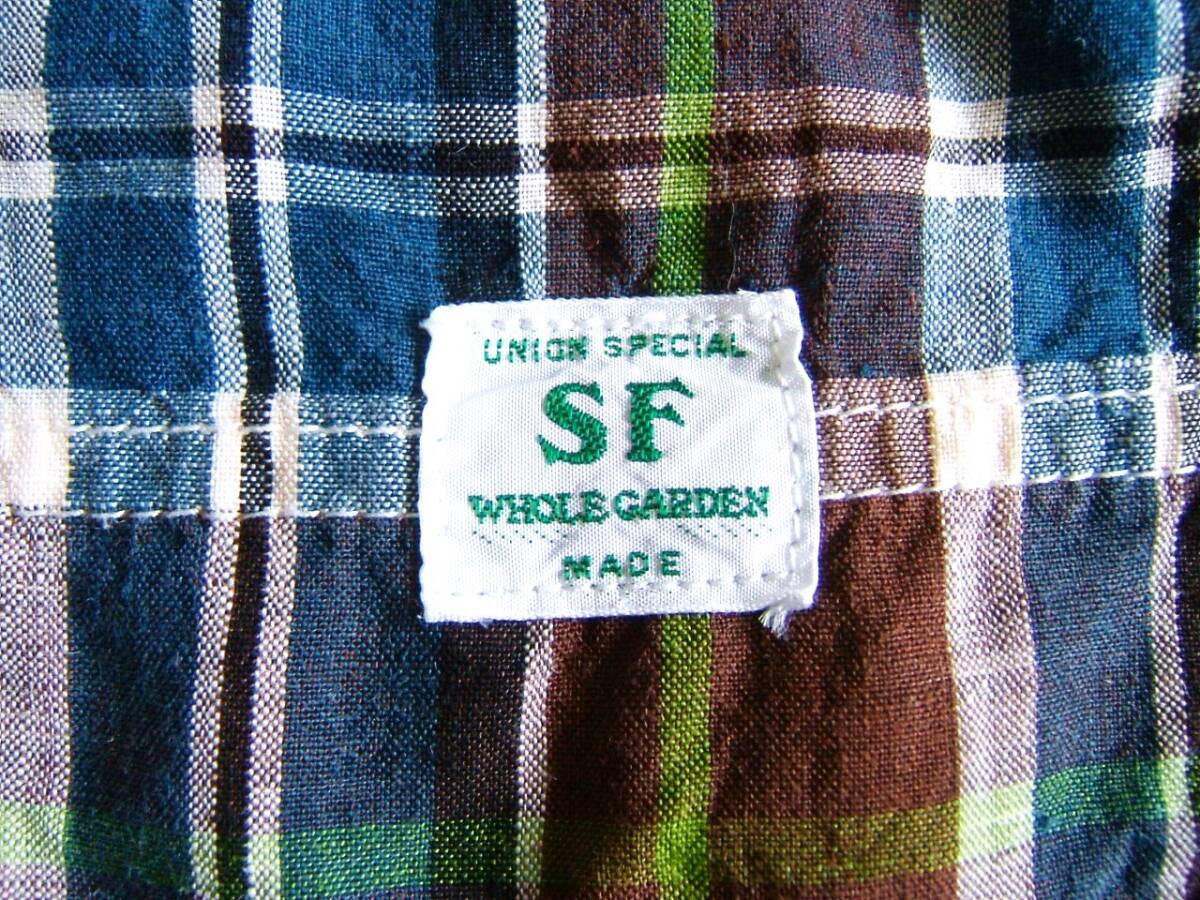 UNION SPECIAL
SF
WHOLE GARDEN
MADE